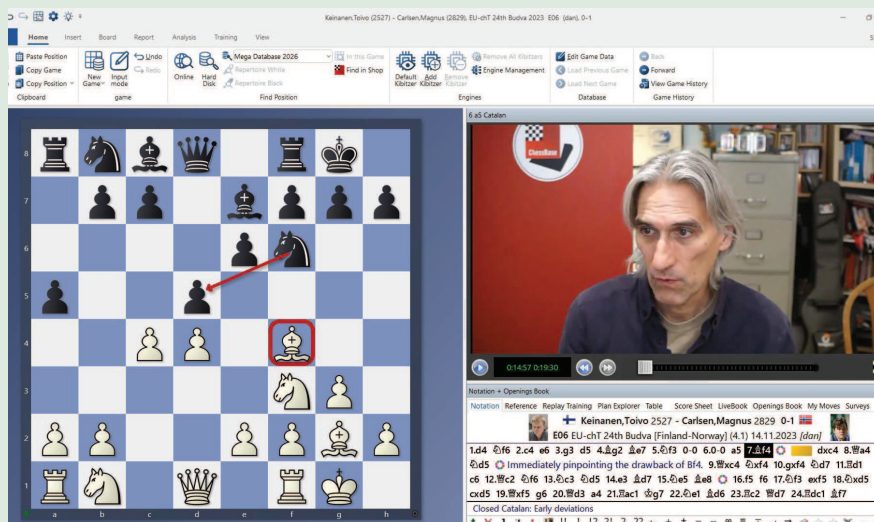 Keinanen,Toivo (2527) - Carlsen,Magnus (2829), EU-chT 24th Budva 2023  E06  (dan), 0-1
Home Insert Board Report Analysis Training View
Paste Position
Copy Game
Copy Position
Clipboard
New Game
Input mode
Undo
Redo
game
Online
Hard Disk
Mega Database 2026
Repertoire White
Repertoire Black
In this Game
Find in Shop
Find Position
Default Kibitzer
Add Kibitzer
Remove Kibitzer
Remove All Kibitzers
Engine Management
Engines
Edit Game Data
Load Previous Game
Load Next Game
Database
Back
Forward
View Game History
Game History
6 a5 Catalan
8
7
6
5
4
3
2
1
a b c d e f g h
ChessBase
0:14:57 0:19:30
Notation + Openings Book
Notation Reference Replay Training Plan Explorer Table Score Sheet LiveBook Openings Book My Moves Surveys
Keinanen,Toivo 2527 - Carlsen,Magnus 2829 0-1
E06 EU-chT 24th Budva [Finland-Norway] (4.1) 14.11.2023 [dan]
1.d4 ♘f6 2.c4 e6 3.g3 d5 4.♗g2 ♗e7 5.♘f3 0-0 6.0-0 a5 7.♗f4 dxc4 8.♕a4
♘d5 Immediately pinpointing the drawback of Bf4. 9.♕xc4 ♘xf4 10.gxf4 ♘d7 11.♖d1
c6 12.♕c2 ♘f6 13.♘c3 ♘d5 14.e3 ♗d7 15.♘e5 ♗e8 16.f5 f6 17.♘f3 exf5 18.♘xd5
cxd5 19.♕xf5 g6 20.♕d3 a4 21.♖ac1 ♔g7 22.♘e1 ♗d6 23.♖c2 ♕d7 24.♖dc1 ♗f7
Closed Catalan: Early deviations